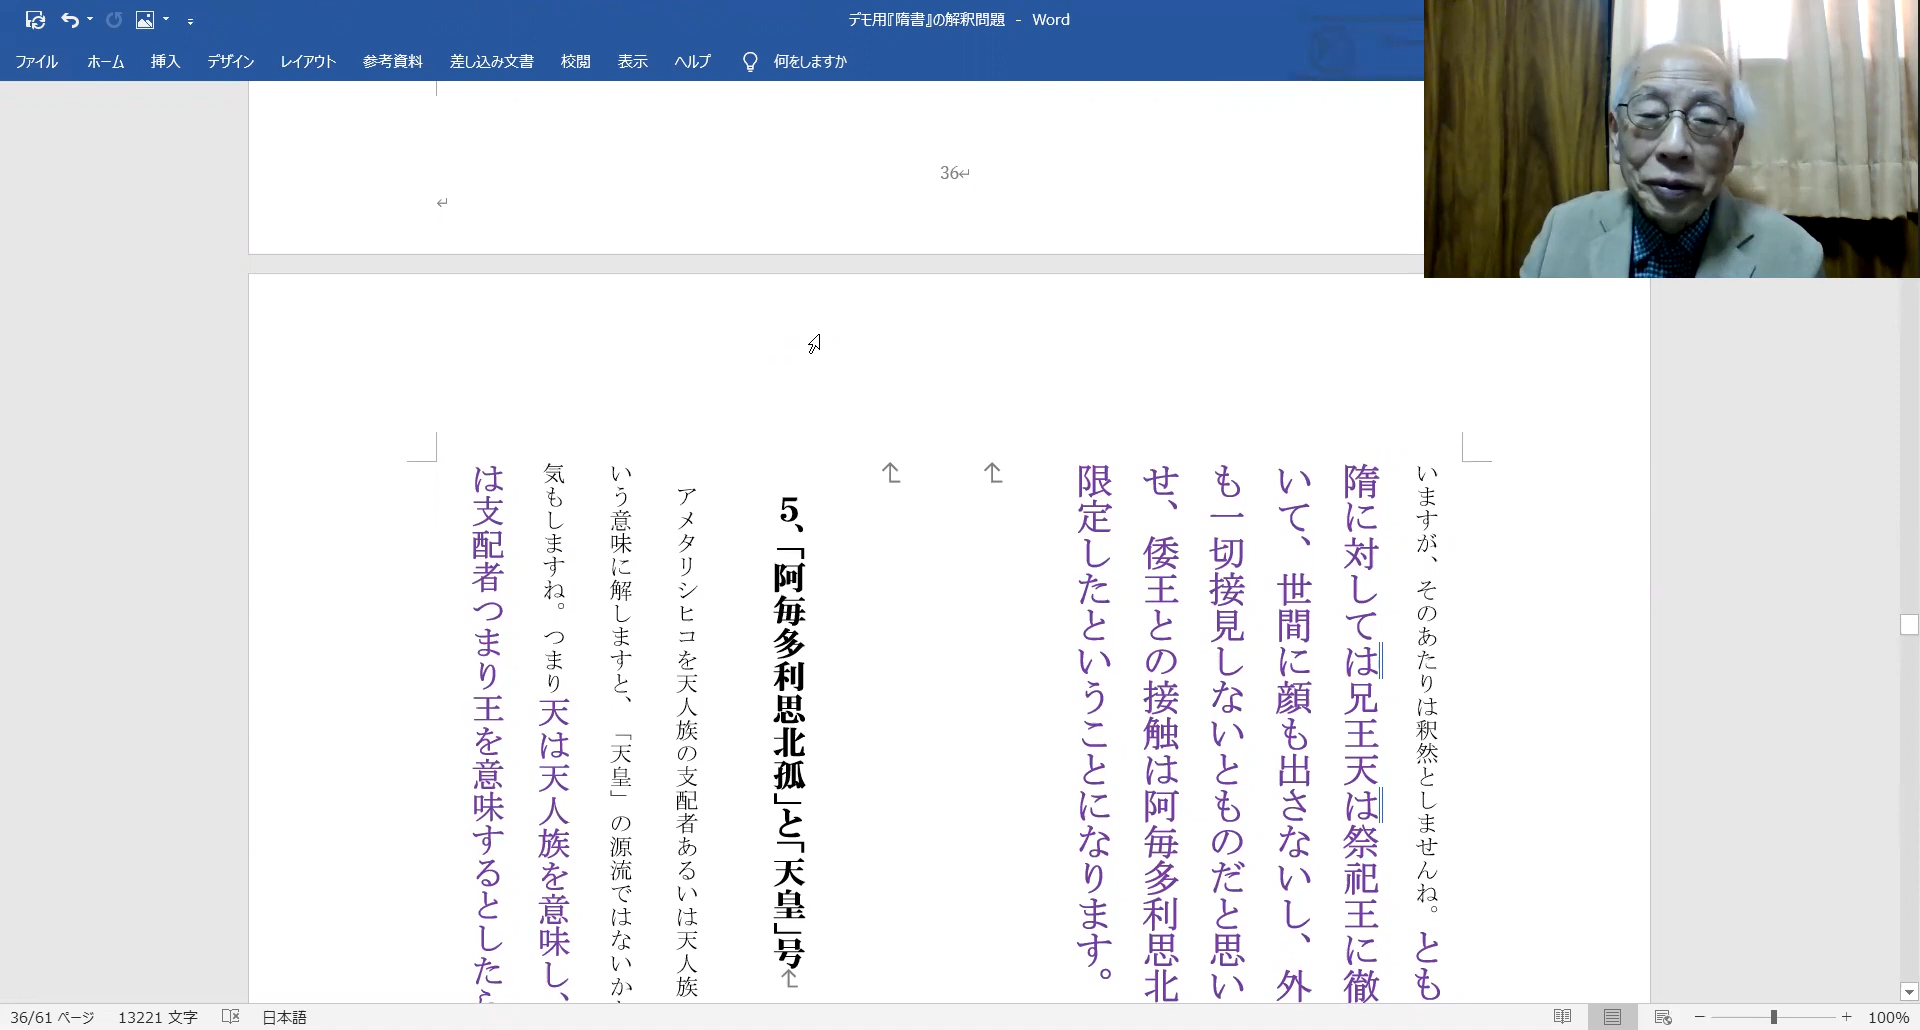 デモ用『隋書』の解釈問題 - Word
ファイル ホーム 挿入 デザイン レイアウト 参考資料 差し込み文書 校閲 表示 ヘルプ 何をしますか
36
いますが、そのあたりは釈然としませんね。とも
隋に対しては兄王天は祭祀王に徹
いて、世間に顔も出さないし、外
も一切接見しないとものだと思い
せ、倭王との接触は阿毎多利思北
限定したということになります。
5、「阿毎多利思北孤」と「天皇」号
アメタリシヒコを天人族の支配者あるいは天人族
いう意味に解しますと、「天皇」の源流ではないか
気もしますね。つまり天は天人族を意味し、
は支配者つまり王を意味するとした
36/61 ページ 13221 文字 日本語 100%